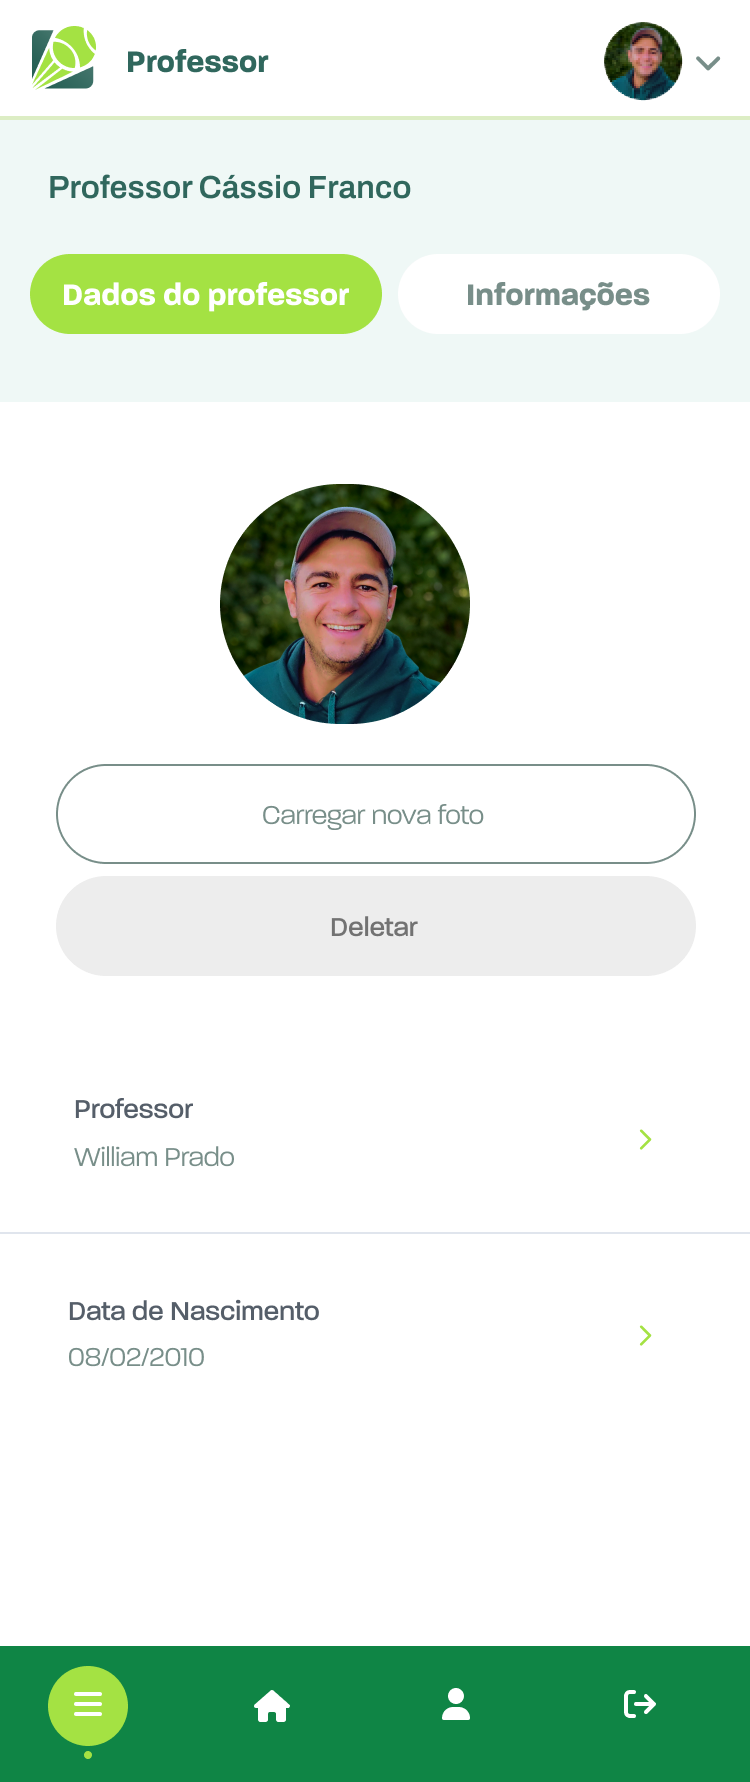 Professor
Professor Cássio Franco
Dados do professor
Informações
Carregar nova foto
Deletar
Professor
William Prado
Data de Nascimento
08/02/2010